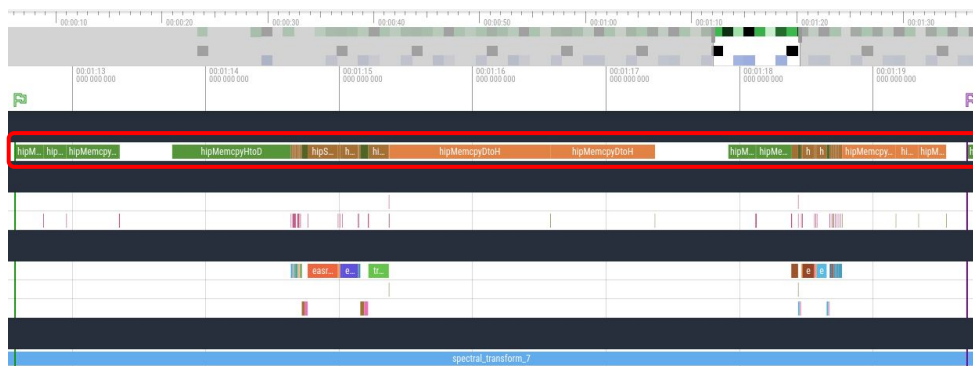 00:00:10 00:00:20 00:00:30 00:00:40 00:00:50 00:01:00 00:01:10 00:01:20 00:01:30
00:01:13 00:01:14 00:01:15 00:01:16 00:01:17 00:01:18 00:01:19
000 000 000 000 000 000 000 000 000 000 000 000 000 000 000 000 000 000 000 000 000
hipM... hip... hipMemcpy... hipMemcpyHtoD hipS... h... hi... hipMemcpyDtoH hipMemcpyDtoH hipM... hipMe... h h hipMemcpy... hi... hipM... h
easr... e... tr... e e
spectral_transform_7